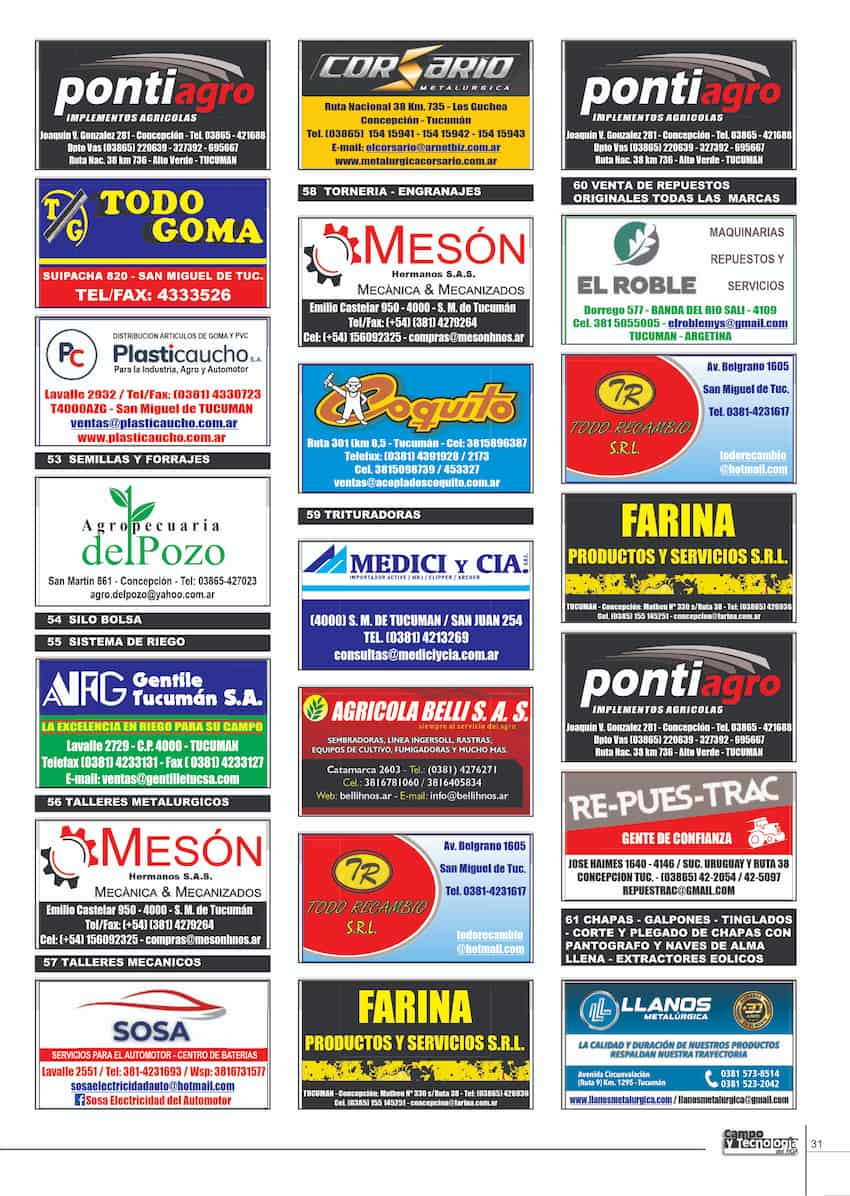 pontiagro
IMPLEMENTOS AGRICOLAS
Joaquin V. Gonzalez 281 - Concepción - Tel. 03865 - 421688
Dpto Vas (03865) 220639 - 327392 - 695667
Ruta Nac. 38 km 736 - Alto Verde - TUCUMAN
TG TODO
GOMA
SUIPACHA 820 - SAN MIGUEL DE TUC.
TEL/FAX: 4333526
DISTRIBUCION ARTICULOS DE GOMA Y PVC
PC Plasticaucho S.A.
Para la Industria, Agro y Automotor
Lavalle 2932 / Tel/Fax: (0381) 4330723
T4000AZG - San Miguel de TUCUMAN
ventas@plasticaucho.com.ar
www.plasticaucho.com.ar
53 SEMILLAS Y FORRAJES
Agropecuaria
delPozo
San Martín 861 - Concepción - Tel: 03865-427023
agro.delpozo@yahoo.com.ar
54 SILO BOLSA
55 SISTEMA DE RIEGO
Gentile
Tucumán S.A.
LA EXCELENCIA EN RIEGO PARA SU CAMPO
Lavalle 2729 - C.P. 4000 - TUCUMAN
Telefax (0381) 4233131 - Fax ( 0381) 4233127
E-mail: ventas@gentilletucsa.com
56 TALLERES METALURGICOS
MESÓN
Hermanos S.A.S.
MECÀNICA & MECANIZADOS
Emilio Castelar 950 - 4000 - S. M. de Tucumán
Tel/Fax: (+54) (381) 4279264
Cel: (+54) 156092325 - compras@mesonhnos.ar
57 TALLERES MECANICOS
SOSA
SERVICIOS PARA EL AUTOMOTOR - CENTRO DE BATERIAS
Lavalle 2551 / Tel: 381-4231693 / Wsp: 3816731577
sosaelectricidadauto@hotmail.com
Sosa Electricidad del Automotor
CORSARIO
METALURGICA
Ruta Nacional 38 Km. 735 - Los Guchea
Concepción - Tucumán
Tel. (03865) 154 15941 - 154 15942 - 154 15943
E-mail: elcorsario@arnetbiz.com.ar
www.metalurgicacorsario.com.ar
58 TORNERIA - ENGRANAJES
MESÓN
Hermanos S.A.S.
MECÀNICA & MECANIZADOS
Emilio Castelar 950 - 4000 - S. M. de Tucumán
Tel/Fax: (+54) (381) 4279264
Cel: (+54) 156092325 - compras@mesonhnos.ar
Coquito
Ruta 301 (km 8,5 - Tucumán - Cel: 3815896387
Telefax: (0381) 4391928 / 2173
Cel. 3815098739 / 453327
ventas@acopladoscoquito.com.ar
59 TRITURADORAS
MEDICI Y CIA. S.R.L.
IMPORTADOR ACTIVE / NRJ / CLIPPER / ARCHER
(4000) S. M. DE TUCUMAN / SAN JUAN 254
TEL. (0381) 4213269
consultas@mediciycia.com.ar
AGRICOLA BELLI S. A. S.
siempre al servicio del agro
SEMBRADORAS, LINEA INGERSOLL, RASTRAS,
EQUIPOS DE CULTIVO, FUMIGADORAS Y MUCHO MAS.
Catamarca 2603 - Tel.: (0381) 4276271
Cel.: 3816781060 / 3816405834
Web: bellihnos.ar - E-mail: info@bellihnos.ar
TR
TODO RECAMBIO
S.R.L.
Av. Belgrano 1605
San Miguel de Tuc.
Tel. 0381-4231617
todorecambio
@hotmail.com
FARINA
PRODUCTOS Y SERVICIOS S.R.L.
TUCUMAN - Concepción: Matheu Nº 330 s/Ruta 38 - Tel: (03865) 426936
Cel. (0385) 155 145251 - concepcion@farina.com.ar
pontiagro
IMPLEMENTOS AGRICOLAS
Joaquin V. Gonzalez 281 - Concepción - Tel. 03865 - 421688
Dpto Vas (03865) 220639 - 327392 - 695667
Ruta Nac. 38 km 736 - Alto Verde - TUCUMAN
60 VENTA DE REPUESTOS
ORIGINALES TODAS LAS MARCAS
EL ROBLE
MAQUINARIAS
REPUESTOS Y
SERVICIOS
Dorrego 577 - BANDA DEL RIO SALI - 4109
Cel. 381 5055005 - elroblemys@gmail.com
TUCUMAN - ARGETINA
TR
TODO RECAMBIO
S.R.L.
Av. Belgrano 1605
San Miguel de Tuc.
Tel. 0381-4231617
todorecambio
@hotmail.com
FARINA
PRODUCTOS Y SERVICIOS S.R.L.
TUCUMAN - Concepción: Matheu Nº 330 s/Ruta 38 - Tel: (03865) 426936
Cel. (0385) 155 145251 - concepcion@farina.com.ar
pontiagro
IMPLEMENTOS AGRICOLAS
Joaquin V. Gonzalez 281 - Concepción - Tel. 03865 - 421688
Dpto Vas (03865) 220639 - 327392 - 695667
Ruta Nac. 38 km 736 - Alto Verde - TUCUMAN
RE-PUES-TRAC
GENTE DE CONFIANZA
JOSE HAIMES 1640 - 4146 / SUC. URUGUAY Y RUTA 38
CONCEPCION TUC. - (03865) 42-2054 / 42-5097
REPUESTRAC@GMAIL.COM
61 CHAPAS - GALPONES - TINGLADOS
- CORTE Y PLEGADO DE CHAPAS CON
PANTOGRAFO Y NAVES DE ALMA
LLENA - EXTRACTORES EOLICOS
LLANOS
METALÚRGICA
LA CALIDAD Y DURACIÓN DE NUESTROS PRODUCTOS
RESPALDAN NUESTRA TRAYECTORIA
Avenida Circunvalación
(Ruta 9) Km. 1295 - Tucumán
0381 573-8514
0381 523-2042
www.llanosmetalurgica.com / llanosmetalurgica@gmail.com
Campo
y Tecnología
del NOA
31